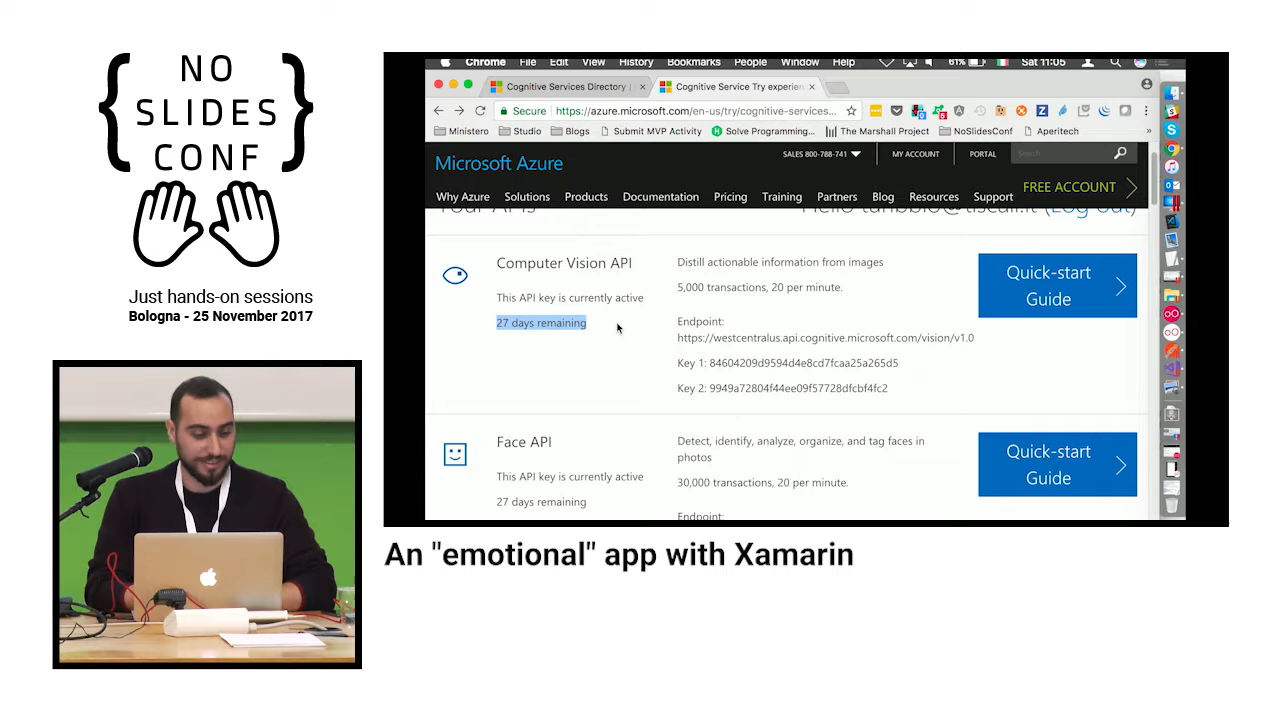 NO
SLIDES
CONF
Just hands-on sessions
Bologna - 25 November 2017
Chrome File Edit View History Bookmarks People Window Help 61% Sat 11:05
Cognitive Services Directory | Cognitive Service Try experien
Secure https://azure.microsoft.com/en-us/try/cognitive-services...
Ministero Studio Blogs Submit MVP Activity Solve Programming... The Marshall Project NoSlidesConf Aperitech »
Microsoft Azure
SALES 800-788-741 MY ACCOUNT PORTAL Search
FREE ACCOUNT
Why Azure Solutions Products Documentation Pricing Training Partners Blog Resources Support
Your APIs
Computer Vision API
This API key is currently active
27 days remaining
Distill actionable information from images
5,000 transactions, 20 per minute.
Endpoint:
https://westcentralus.api.cognitive.microsoft.com/vision/v1.0
Key 1: 84604209d9594d4e8cd7fcaa25a265d5
Key 2: 9949a72804f44ee09f57728dfcbf4fc2
Quick-start
Guide
Face API
This API key is currently active
27 days remaining
Detect, identify, analyze, organize, and tag faces in
photos
30,000 transactions, 20 per minute.
Endpoint:
Quick-start
Guide
An "emotional" app with Xamarin